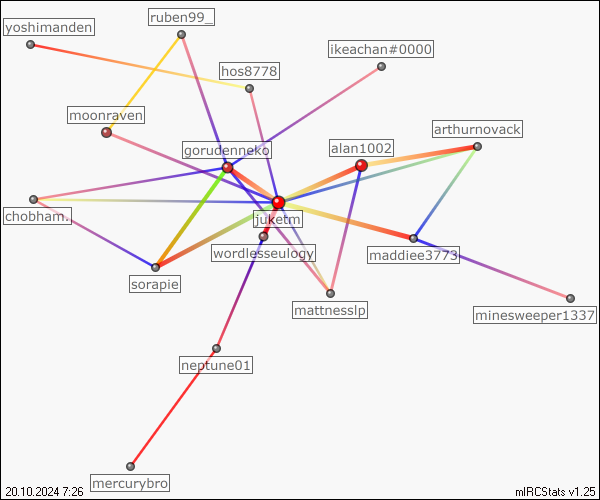 ruben99_
yoshimanden
ikeachan#0000
hos8778
moonraven
arthurnovack
alan1002
gorudenneko
chobham.
juketm
wordlesseulogy
maddiee3773
sorapie
mattnesslp
minesweeper1337
neptune01
mercurybro
20.10.2024 7:26
mIRCStats v1.25